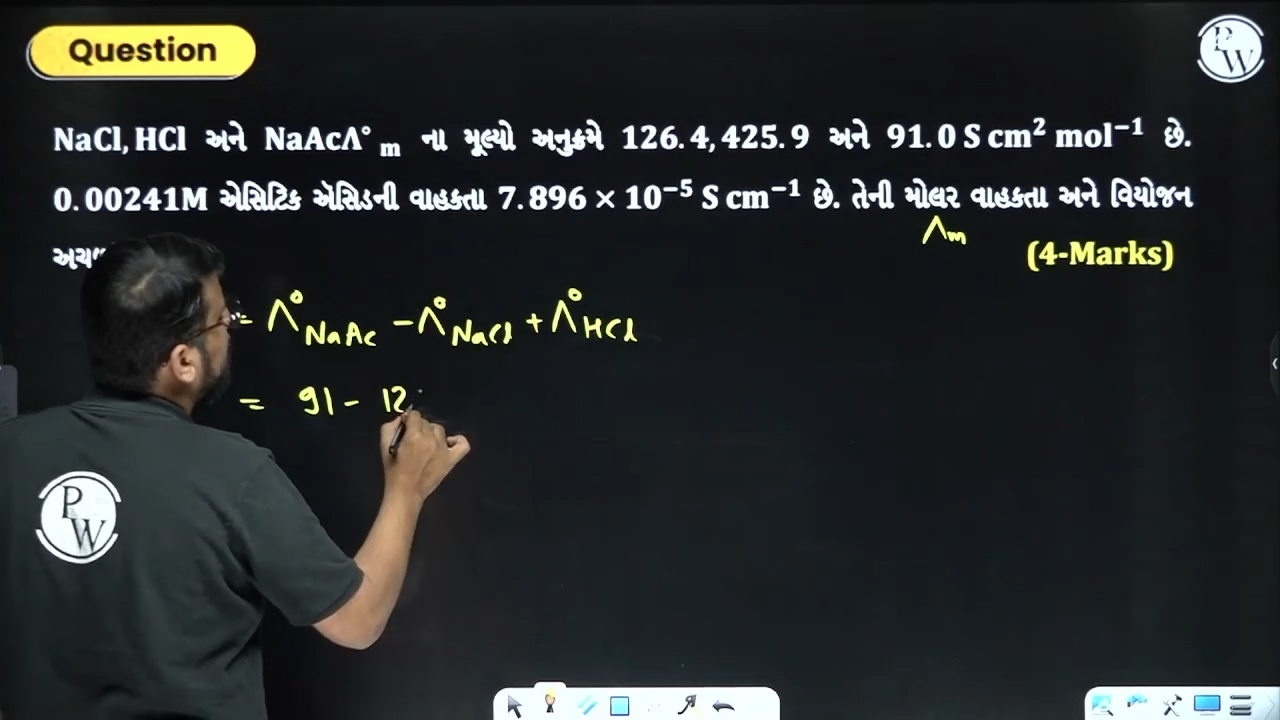 Question
PW
NaCl, HCl અને NaAcΛ°ₘ ના મૂલ્યો અનુક્રમે 126.4, 425.9 અને 91.0 S cm² mol⁻¹ છે.
0.00241M એસિટિક ઍસિડની વાહકતા 7.896 × 10⁻⁵ S cm⁻¹ છે. તેની મોલર વાહકતા અને વિયોજન
Λm
(4-Marks)
= Λ° NaAc − Λ° NaCl + Λ° HCl
= 91 − 12
PW